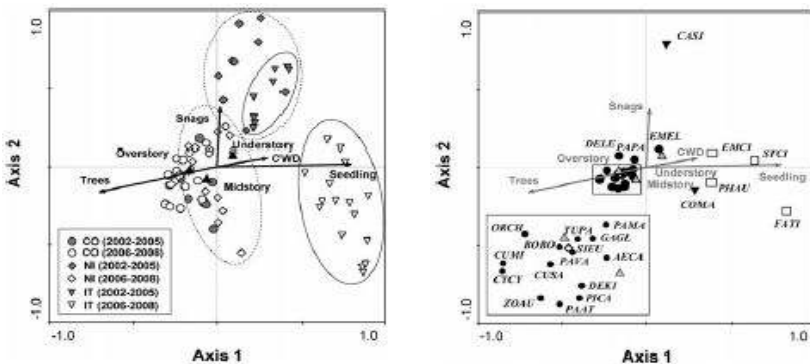 1.0
Snags
Understory
Overstory
CWD
Seedling
Trees
Midstory
CO (2002-2005)
CO (2006-2008)
NI (2002-2005)
NI (2006-2008)
IT (2002-2005)
IT (2006-2008)
Axis 2
-1.0
-1.0
1.0
Axis 1
1.0
CASI
Snags
DELE
PAPA
EMEL
EMCI
CWD
Overstory
Understory
Seedling
Trees
Midstory
PHAU
COMA
FATI
ORCH
TUPA
PAMA
BOBO
SIEU
GAGL
CUMI
PAVA
AECA
CYCY
CUSA
DEKI
ZOAU
PICA
PAAT
Axis 2
-1.0
-1.0
1.0
Axis 1